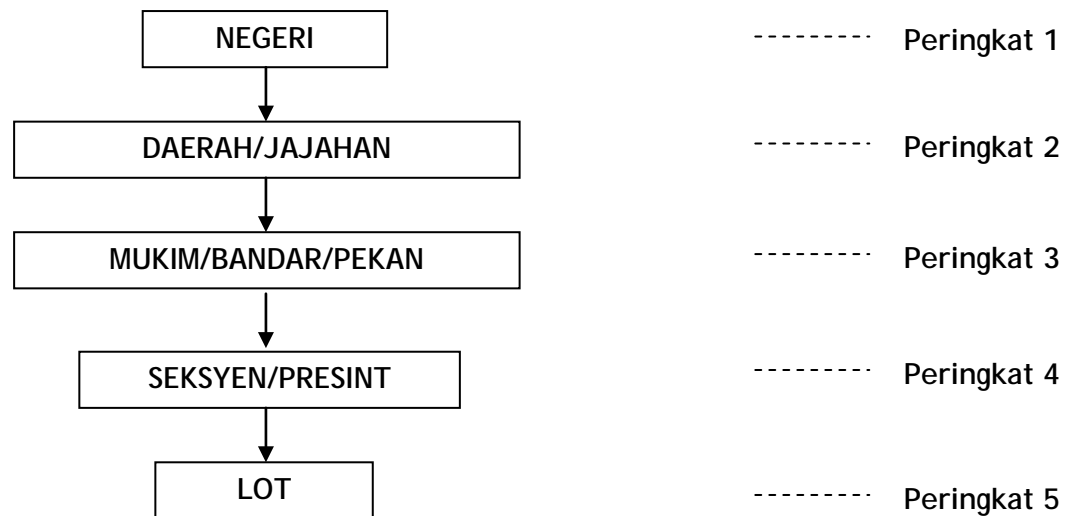 NEGERI -------- Peringkat 1
DAERAH/JAJAHAN -------- Peringkat 2
MUKIM/BANDAR/PEKAN -------- Peringkat 3
SEKSYEN/PRESINT -------- Peringkat 4
LOT -------- Peringkat 5